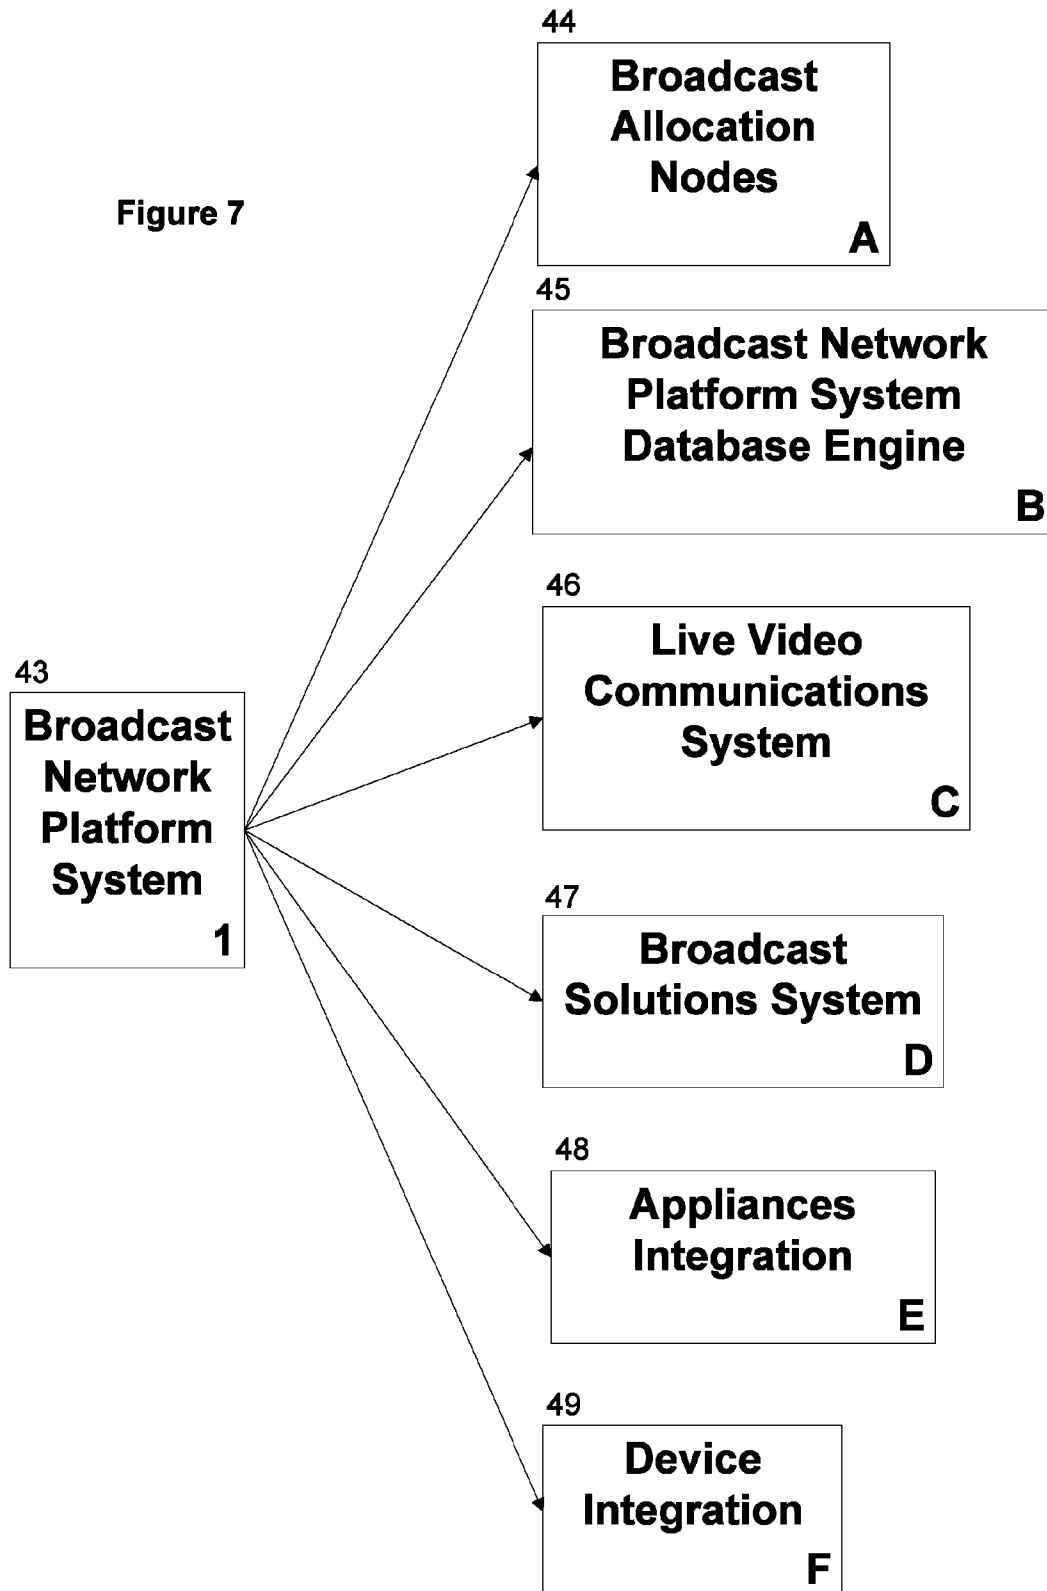 44
Broadcast
Allocation
Nodes
A
Figure 7
45
Broadcast Network
Platform System
Database Engine
B
46
Live Video
Communications
System
C
43
Broadcast
Network
Platform
System
1
47
Broadcast
Solutions System
D
48
Appliances
Integration
E
49
Device
Integration
F